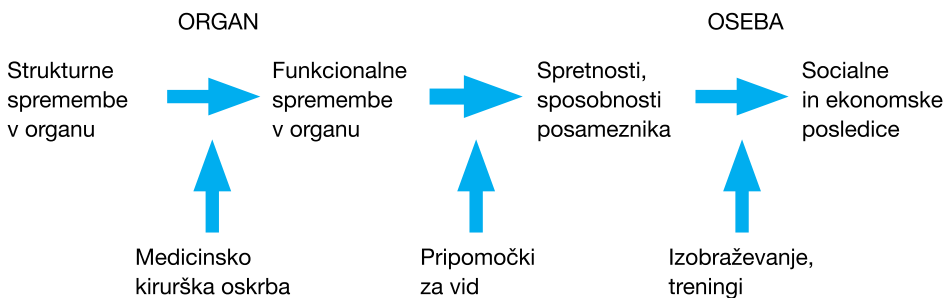 ORGAN
OSEBA
Strukturne
spremembe
v organu
Funkcionalne
spremembe
v organu
Spretnosti,
sposobnosti
posameznika
Socialne
in ekonomske
posledice
Medicinsko
kirurška oskrba
Pripomočki
za vid
Izobraževanje,
treningi